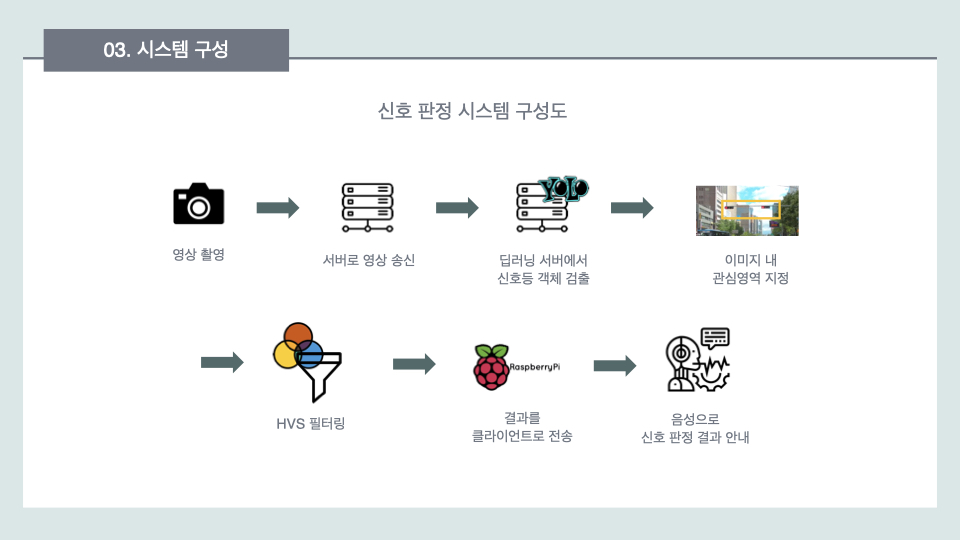 03. 시스템 구성
신호 판정 시스템 구성도
영상 촬영
서버로 영상 송신
YOLO
딥러닝 서버에서
신호등 객체 검출
이미지 내
관심영역 지정
HVS 필터링
RaspberryPi
결과를
클라이언트로 전송
음성으로
신호 판정 결과 안내